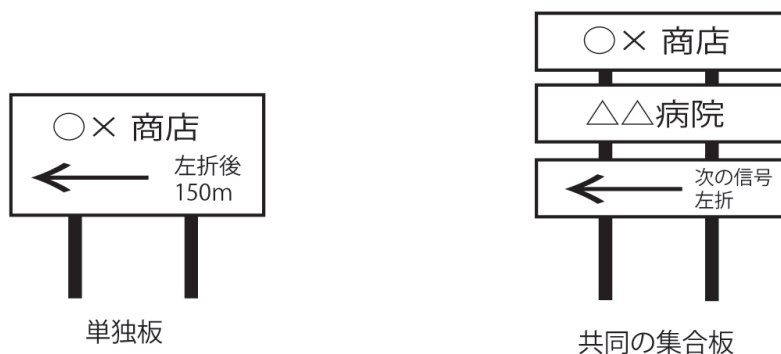 ○× 商店
左折後
150m
単独板
○× 商店
△△病院
次の信号
左折
共同の集合板